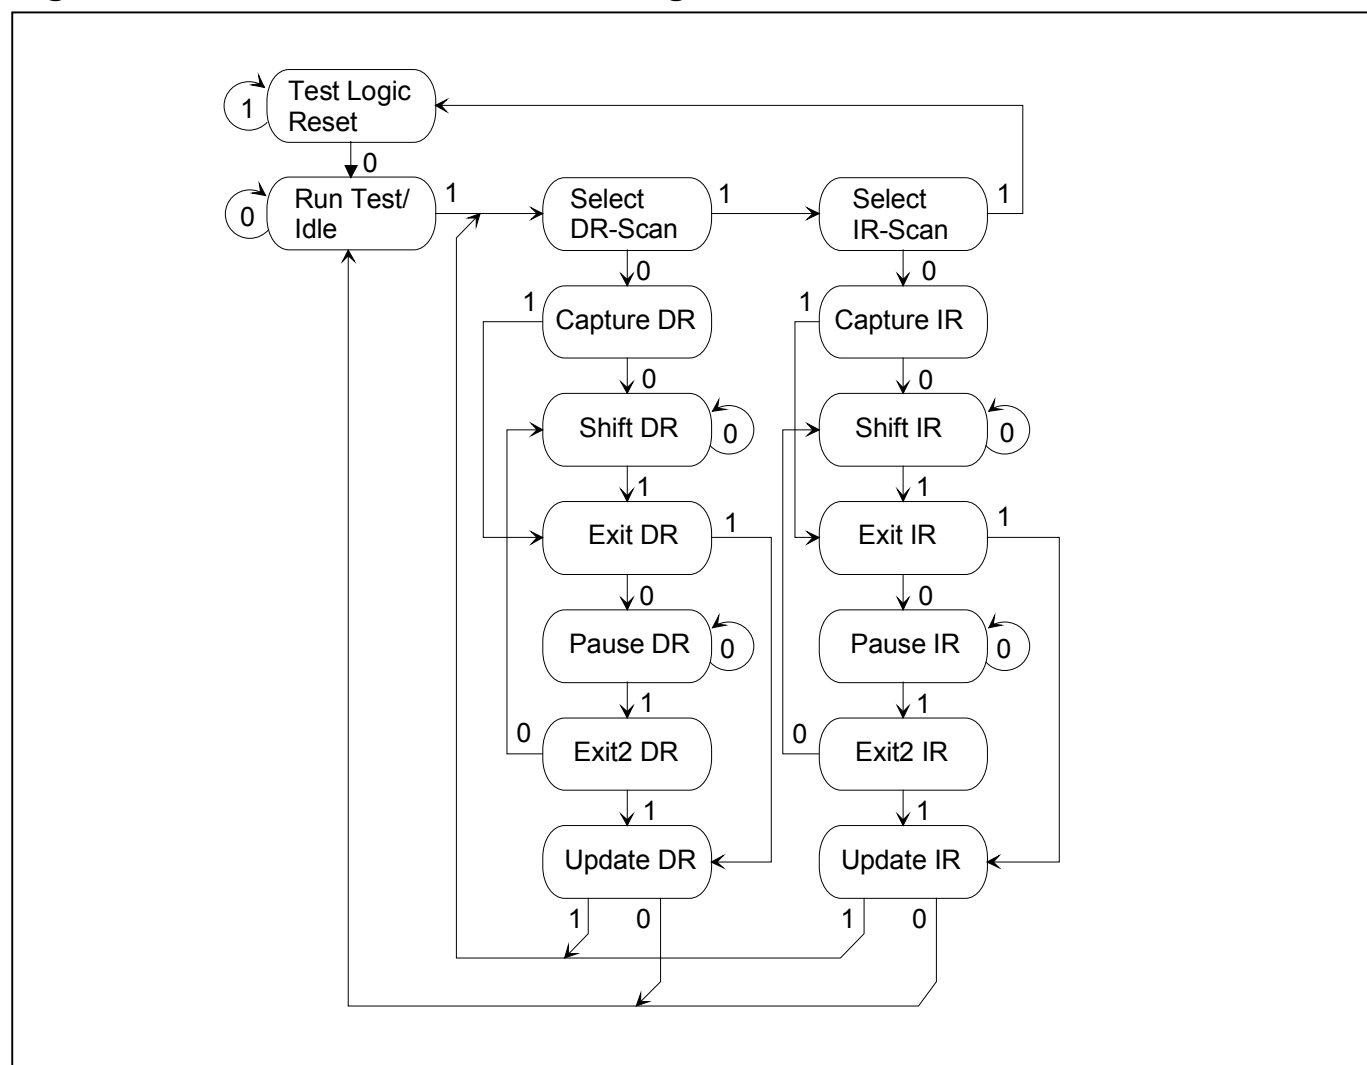 Test Logic
Reset
1
0
Run Test/
Idle
0
1
Select
DR-Scan
1
Select
IR-Scan
1
0
0
1
Capture DR
1
Capture IR
0
0
Shift DR
0
Shift IR
0
1
1
Exit DR
1
Exit IR
1
0
0
Pause DR
0
Pause IR
0
1
1
0
Exit2 DR
0
Exit2 IR
1
1
Update DR
Update IR
1
0
1
0